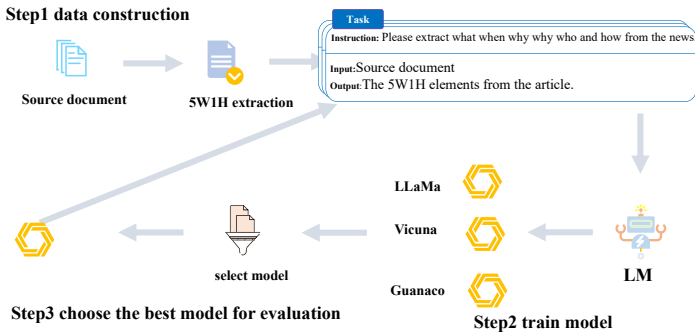 Step1 data construction
Task
Instruction: Please extract what when why why who and how from the news.
Input:Source document
Output:The 5W1H elements from the article.
Source document
5W1H extraction
LLaMa
Vicuna
Guanaco
LM
select model
Step3 choose the best model for evaluation
Step2 train model